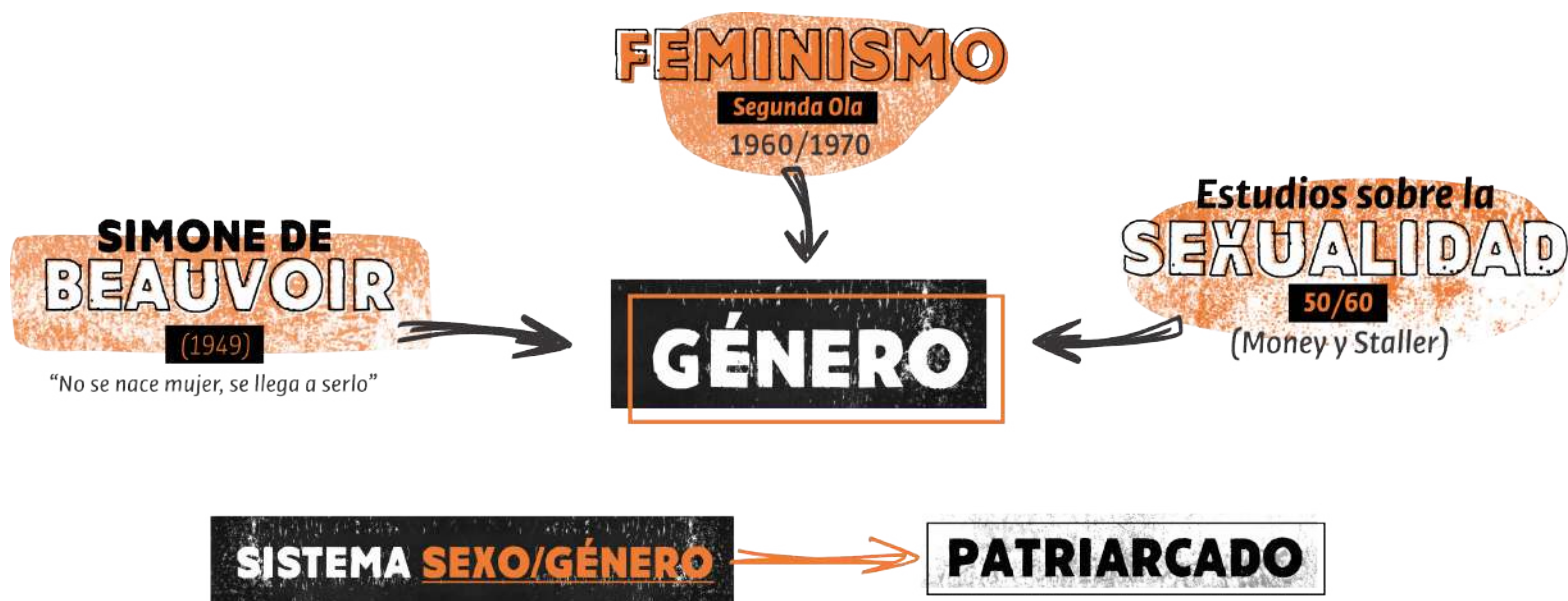 FEMINISMO
Segunda Ola
1960/1970
SIMONE DE
BEAUVOIR
(1949)
“No se nace mujer, se llega a serlo”
Estudios sobre la
SEXUALIDAD
50/60
(Money y Staller)
GÉNERO
SISTEMA SEXO/GÉNERO
PATRIARCADO